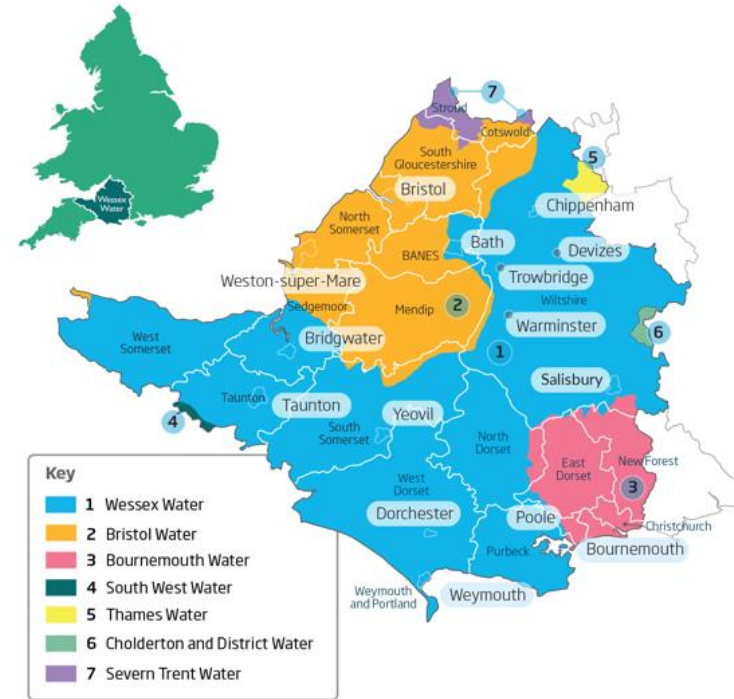 Wessex
Water
7
Stroud
Cotswold
South
Gloucestershire
5
Bristol
Chippenham
North
Somerset
Bath
Devizes
BANES
Weston-super-Mare
Trowbridge
Sedgemoor
Mendip
2
Wiltshire
West
Somerset
Bridgwater
Warminster
6
1
Salisbury
Taunton
Taunton
Yeovil
4
South
Somerset
North
Dorset
East
Dorset
New Forest
3
West
Dorset
Dorchester
Poole
Christchurch
Bournemouth
Purbeck
Weymouth
and Portland
Weymouth
Key
1 Wessex Water
2 Bristol Water
3 Bournemouth Water
4 South West Water
5 Thames Water
6 Cholderton and District Water
7 Severn Trent Water